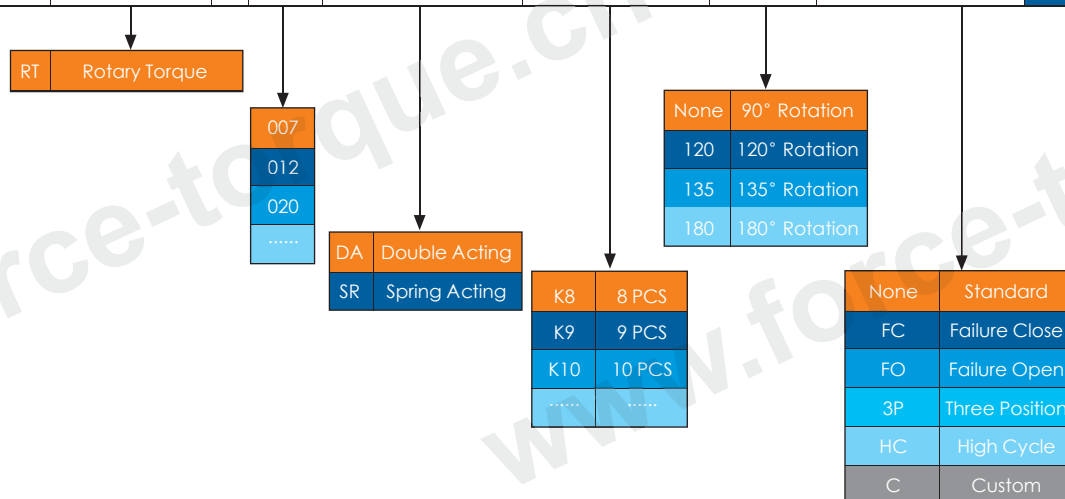 RT Rotary Torque
007
012
020
......
DA Double Acting
SR Spring Acting
K8 8 PCS
K9 9 PCS
K10 10 PCS
...... ......
None 90° Rotation
120 120° Rotation
135 135° Rotation
180 180° Rotation
None Standard
FC Failure Close
FO Failure Open
3P Three Position
HC High Cycle
C Custom
rce-torque.cn
www.force-t